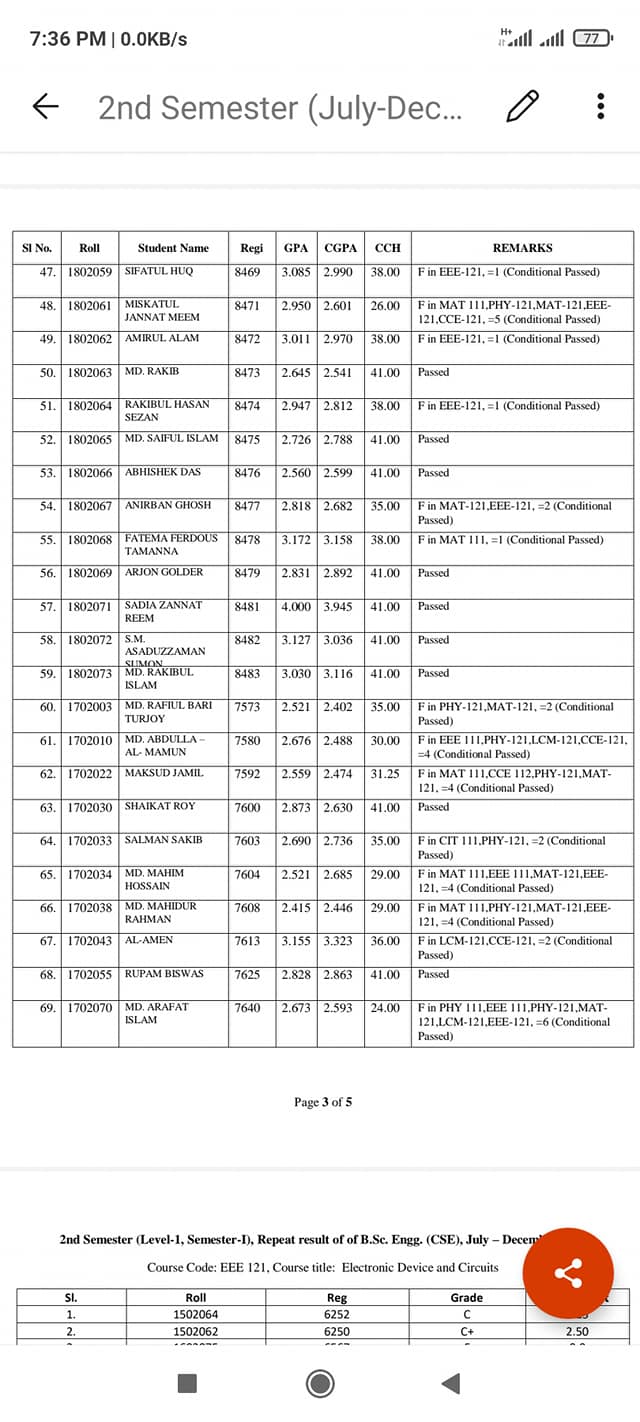 7:36 PM | 0.0KB/s H+ 77
2nd Semester (July-Dec...
Sl No. Roll Student Name Regi GPA CGPA CCH REMARKS
47. 1802059 SIFATUL HUQ 8469 3.085 2.990 38.00 F in EEE-121, =1 (Conditional Passed)
48. 1802061 MISKATUL 8471 2.950 2.601 26.00 F in MAT 111,PHY-121,MAT-121,EEE-
JANNAT MEEM 121,CCE-121, =5 (Conditional Passed)
49. 1802062 AMIRUL ALAM 8472 3.011 2.970 38.00 F in EEE-121, =1 (Conditional Passed)
50. 1802063 MD. RAKIB 8473 2.645 2.541 41.00 Passed
51. 1802064 RAKIBUL HASAN 8474 2.947 2.812 38.00 F in EEE-121, =1 (Conditional Passed)
SEZAN
52. 1802065 MD. SAIFUL ISLAM 8475 2.726 2.788 41.00 Passed
53. 1802066 ABHISHEK DAS 8476 2.560 2.599 41.00 Passed
54. 1802067 ANIRBAN GHOSH 8477 2.818 2.682 35.00 F in MAT-121,EEE-121, =2 (Conditional
Passed)
55. 1802068 FATEMA FERDOUS 8478 3.172 3.158 38.00 F in MAT 111, =1 (Conditional Passed)
TAMANNA
56. 1802069 ARJON GOLDER 8479 2.831 2.892 41.00 Passed
57. 1802071 SADIA ZANNAT 8481 4.000 3.945 41.00 Passed
REEM
58. 1802072 S.M. 8482 3.127 3.036 41.00 Passed
ASADUZZAMAN
SUMON
59. 1802073 MD. RAKIBUL 8483 3.030 3.116 41.00 Passed
ISLAM
60. 1702003 MD. RAFIUL BARI 7573 2.521 2.402 35.00 F in PHY-121,MAT-121, =2 (Conditional
TURJOY Passed)
61. 1702010 MD. ABDULLA – 7580 2.676 2.488 30.00 F in EEE 111,PHY-121,LCM-121,CCE-121,
AL- MAMUN =4 (Conditional Passed)
62. 1702022 MAKSUD JAMIL 7592 2.559 2.474 31.25 F in MAT 111,CCE 112,PHY-121,MAT-
121, =4 (Conditional Passed)
63. 1702030 SHAIKAT ROY 7600 2.873 2.630 41.00 Passed
64. 1702033 SALMAN SAKIB 7603 2.690 2.736 35.00 F in CIT 111,PHY-121, =2 (Conditional
Passed)
65. 1702034 MD. MAHIM 7604 2.521 2.685 29.00 F in MAT 111,EEE 111,MAT-121,EEE-
HOSSAIN 121, =4 (Conditional Passed)
66. 1702038 MD. MAHIDUR 7608 2.415 2.446 29.00 F in MAT 111,PHY-121,MAT-121,EEE-
RAHMAN 121, =4 (Conditional Passed)
67. 1702043 AL-AMEN 7613 3.155 3.323 36.00 F in LCM-121,CCE-121, =2 (Conditional
Passed)
68. 1702055 RUPAM BISWAS 7625 2.828 2.863 41.00 Passed
69. 1702070 MD. ARAFAT 7640 2.673 2.593 24.00 F in PHY 111,EEE 111,PHY-121,MAT-
ISLAM 121,LCM-121,EEE-121, =6 (Conditional
Passed)
Page 3 of 5
2nd Semester (Level-1, Semester-I), Repeat result of of B.Sc. Engg. (CSE), July –
Course Code: EEE 121, Course title: Electronic Device and Circuits
Sl. Roll Reg Grade
1. 1502064 6252 C
2. 1502062 6250 C+ 2.50